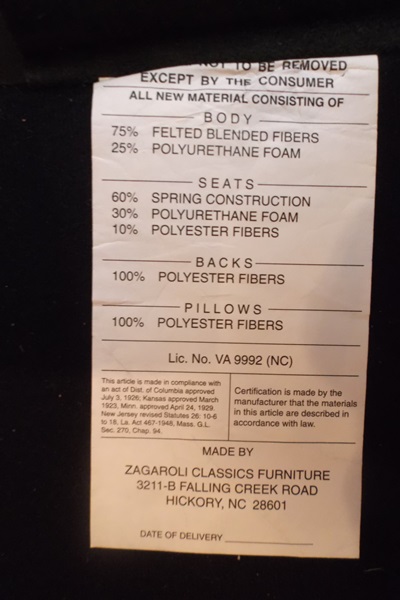 NOT TO BE REMOVED
EXCEPT BY THE CONSUMER
ALL NEW MATERIAL CONSISTING OF
BODY
75% FELTED BLENDED FIBERS
25% POLYURETHANE FOAM
SEATS
60% SPRING CONSTRUCTION
30% POLYURETHANE FOAM
10% POLYESTER FIBERS
BACKS
100% POLYESTER FIBERS
PILLOWS
100% POLYESTER FIBERS
Lic. No. VA 9992 (NC)
This article is made in compliance with
an act of Dist. of Columbia approved
July 3, 1926; Kansas approved March
1923, Minn. approved April 24, 1929.
New Jersey revised Statutes 26: 10-6
to 18, La. Act 467-1948, Mass. G.L.
Sec. 270, Chap. 94.
Certification is made by the
manufacturer that the materials
in this article are described in
accordance with law.
MADE BY
ZAGAROLI CLASSICS FURNITURE
3211-B FALLING CREEK ROAD
HICKORY, NC 28601
DATE OF DELIVERY